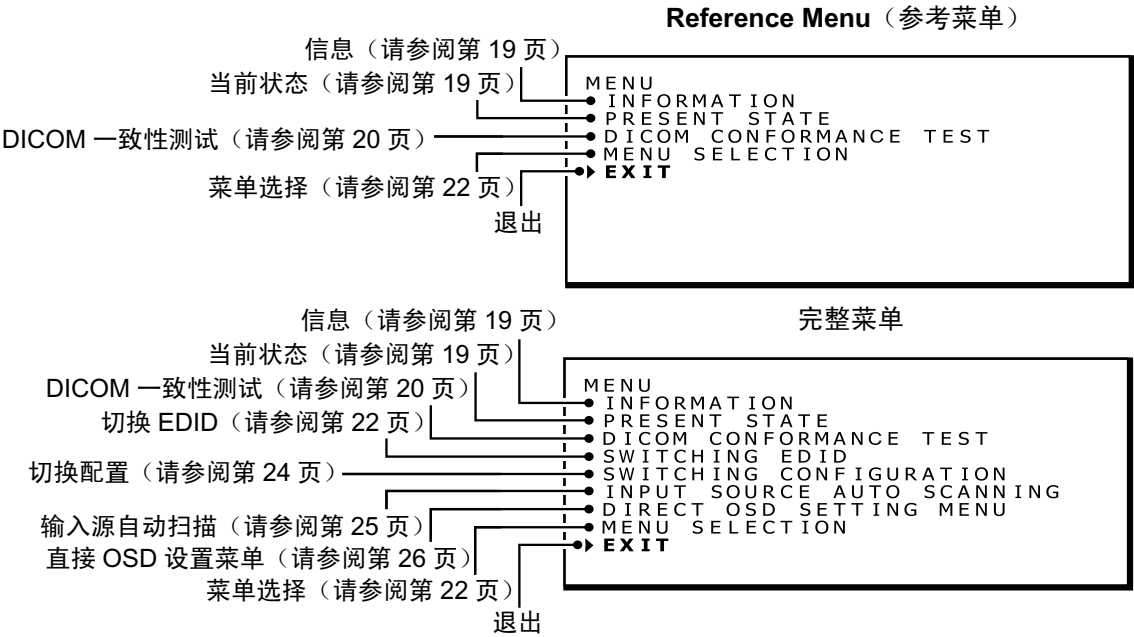 Reference Menu（参考菜单）
信息（请参阅第 19 页）
当前状态（请参阅第 19 页）
DICOM 一致性测试（请参阅第 20 页）
菜单选择（请参阅第 22 页）
退出
MENU
INFORMATION
PRESENT STATE
DICOM CONFORMANCE TEST
MENU SELECTION
EXIT
完整菜单
信息（请参阅第 19 页）
当前状态（请参阅第 19 页）
DICOM 一致性测试（请参阅第 20 页）
切换 EDID（请参阅第 22 页）
切换配置（请参阅第 24 页）
输入源自动扫描（请参阅第 25 页）
直接 OSD 设置菜单（请参阅第 26 页）
菜单选择（请参阅第 22 页）
退出
MENU
INFORMATION
PRESENT STATE
DICOM CONFORMANCE TEST
SWITCHING EDID
SWITCHING CONFIGURATION
INPUT SOURCE AUTO SCANNING
DIRECT OSD SETTING MENU
MENU SELECTION
EXIT